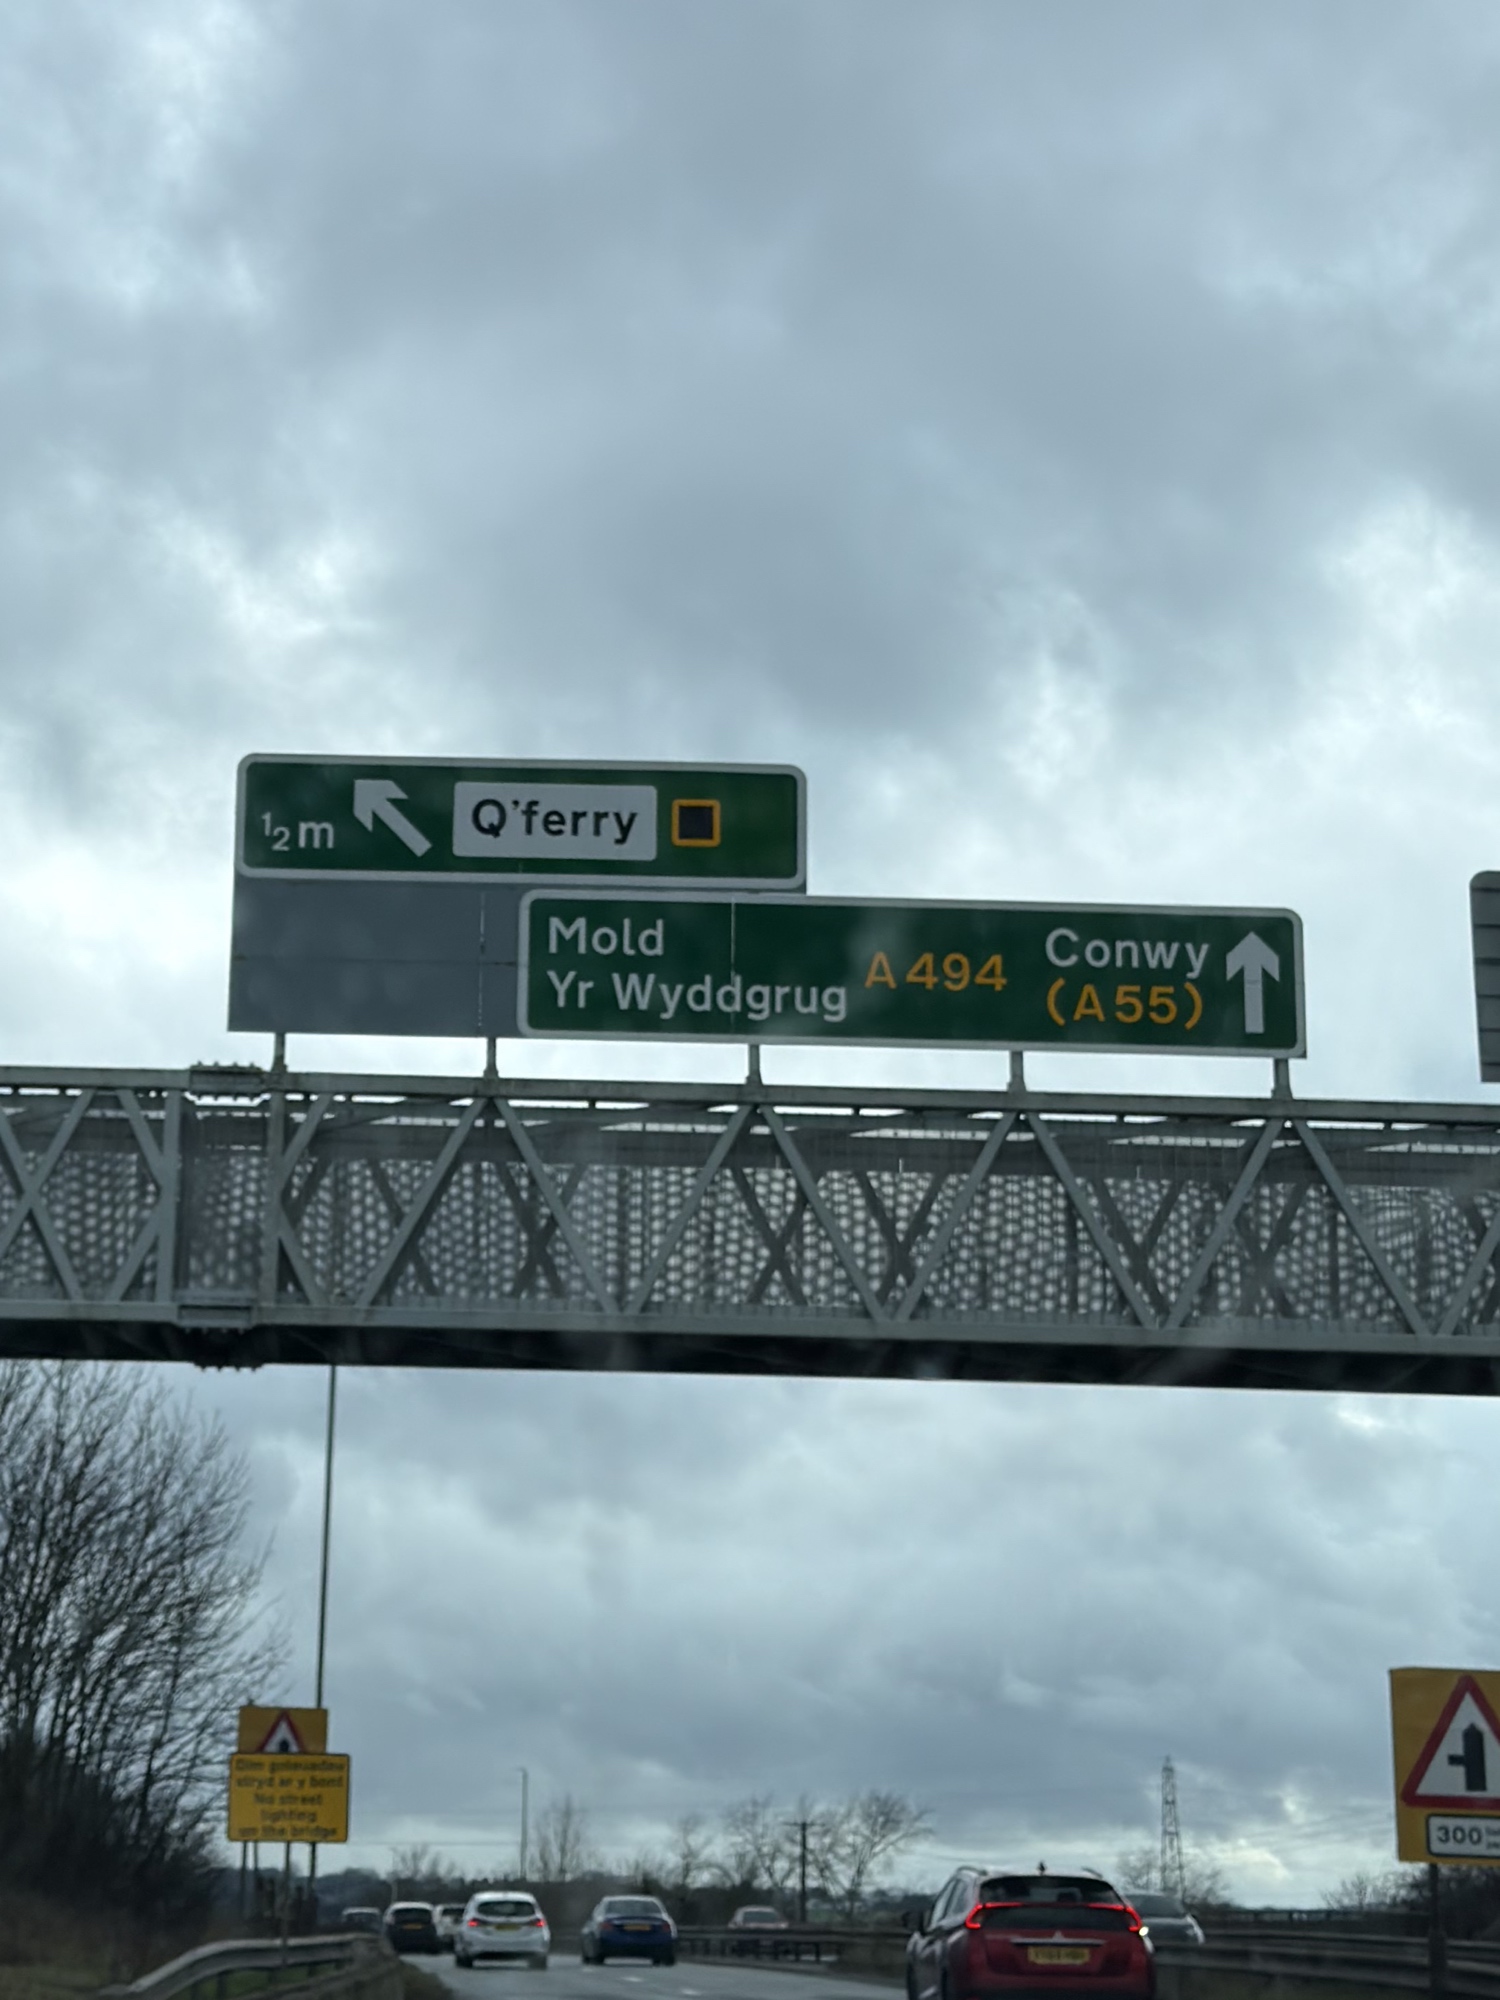 ½m Q'ferry
Mold
Yr Wyddgrug
A494
Conwy
(A55)
Dim goleuadau
stryd ar y bont
No street
lighting
on the bridge
300